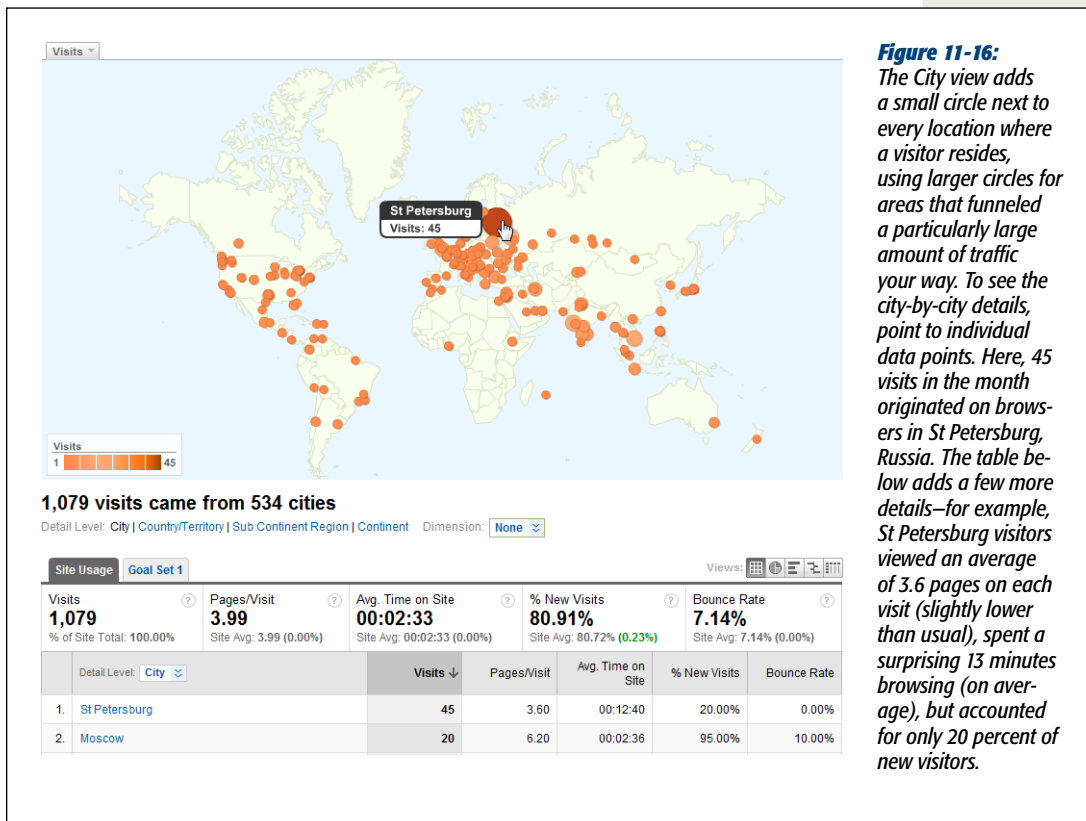 Visits
St Petersburg
Visits: 45
Visits
1 45
1,079 visits came from 534 cities
Detail Level: City | Country/Territory | Sub Continent Region | Continent Dimension: None
Site Usage Goal Set 1 Views:
Visits ? Pages/Visit ? Avg. Time on Site ? % New Visits ? Bounce Rate ?
1,079 3.99 00:02:33 80.91% 7.14%
% of Site Total: 100.00% Site Avg: 3.99 (0.00%) Site Avg: 00:02:33 (0.00%) Site Avg: 80.72% (0.23%) Site Avg: 7.14% (0.00%)
Detail Level: City Visits ↓ Pages/Visit Avg. Time on Site % New Visits Bounce Rate
1. St Petersburg 45 3.60 00:12:40 20.00% 0.00%
2. Moscow 20 6.20 00:02:36 95.00% 10.00%
Figure 11-16:
The City view adds
a small circle next to
every location where
a visitor resides,
using larger circles for
areas that funneled
a particularly large
amount of traffic
your way. To see the
city-by-city details,
point to individual
data points. Here, 45
visits in the month
originated on brows-
ers in St Petersburg,
Russia. The table be-
low adds a few more
details—for example,
St Petersburg visitors
viewed an average
of 3.6 pages on each
visit (slightly lower
than usual), spent a
surprising 13 minutes
browsing (on aver-
age), but accounted
for only 20 percent of
new visitors.